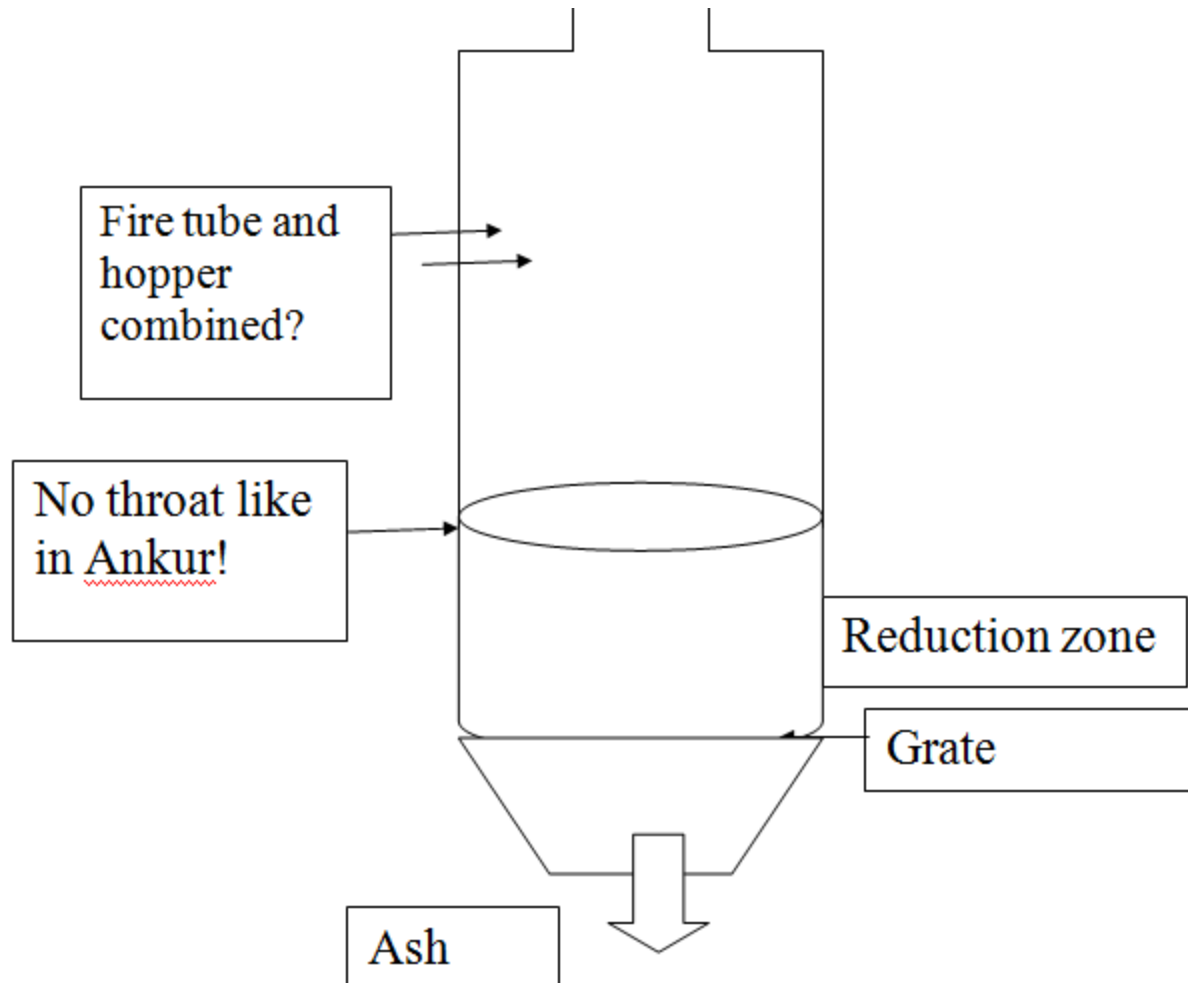 Fire tube and
hopper
combined?
No throat like
in Ankur!
Reduction zone
Grate
Ash